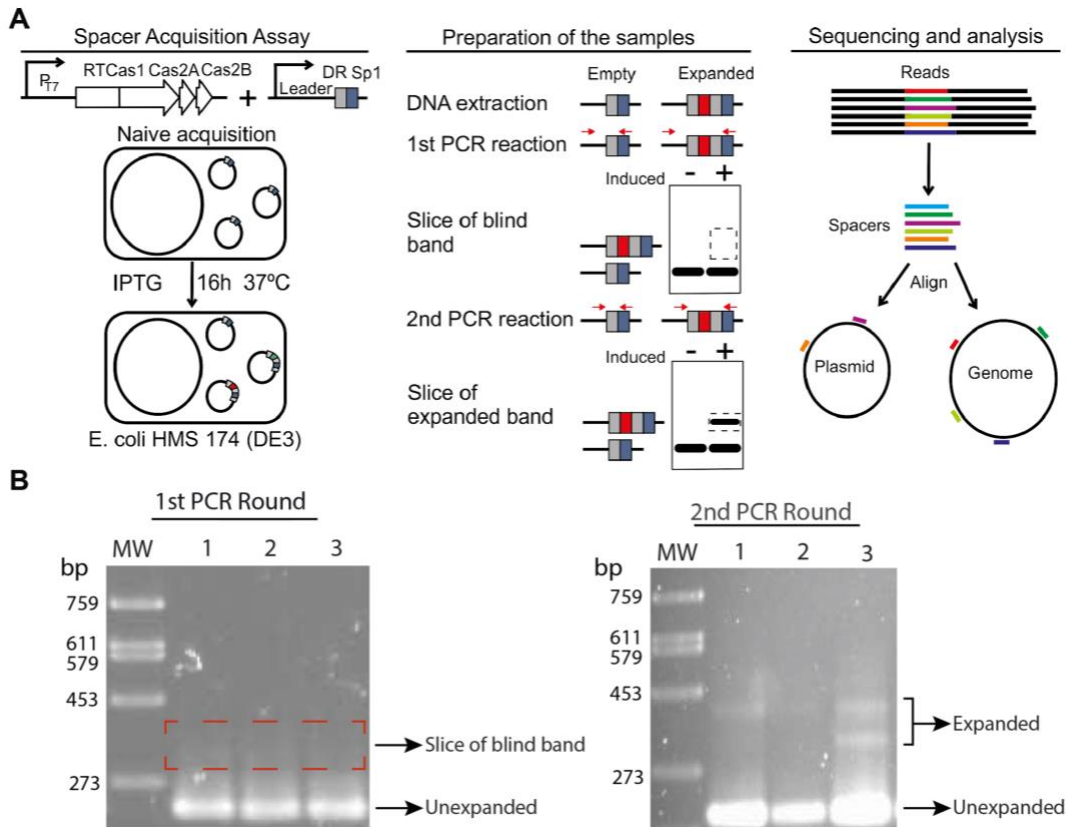 A
Spacer Acquisition Assay
PT7
RTCas1 Cas2A Cas2B
+
Leader
DR Sp1
Naive acquisition
IPTG 16h 37ºC
E. coli HMS 174 (DE3)
Preparation of the samples
Empty Expanded
DNA extraction
1st PCR reaction
Induced - +
Slice of blind
band
2nd PCR reaction
Induced - +
Slice of
expanded band
Sequencing and analysis
Reads
Spacers
Align
Plasmid
Genome
B
1st PCR Round
MW 1 2 3
bp
759
611
579
453
273
Slice of blind band
Unexpanded
2nd PCR Round
MW 1 2 3
bp
759
611
579
453
273
Expanded
Unexpanded